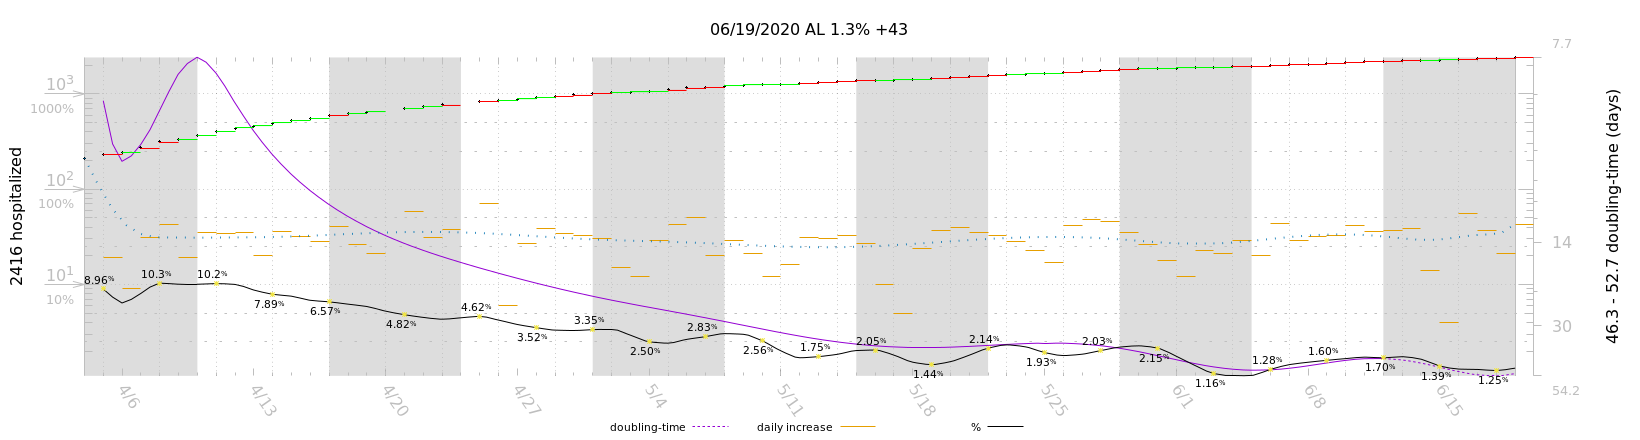 06/19/2020 AL 1.3% +43
7.7
10³
1000%
10²
100%
10¹
10%
2416 hospitalized
14
30
54.2
46.3 - 52.7 doubling-time (days)
8.96% 10.3% 10.2% 7.89% 6.57% 4.82% 4.62% 3.52% 3.35% 2.50% 2.83% 2.56% 1.75% 2.05% 1.44% 2.14% 1.93% 2.03% 2.15% 1.16% 1.28% 1.60% 1.70% 1.39% 1.25%
4/6 4/13 4/20 4/27 5/4 5/11 5/18 5/25 6/1 6/8 6/15
doubling-time daily increase %